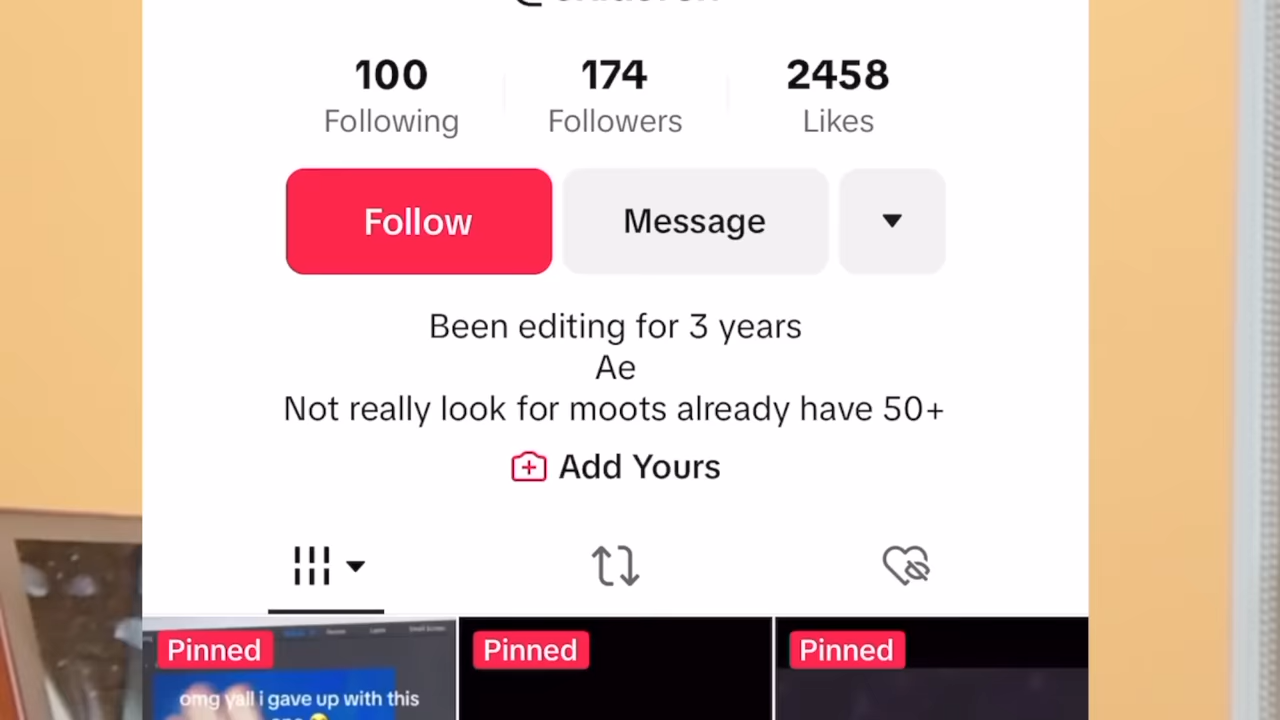 100 174 2458
Following Followers Likes
Follow Message
Been editing for 3 years
Ae
Not really look for moots already have 50+
Add Yours
Pinned Pinned Pinned
omg yall i gave up with this